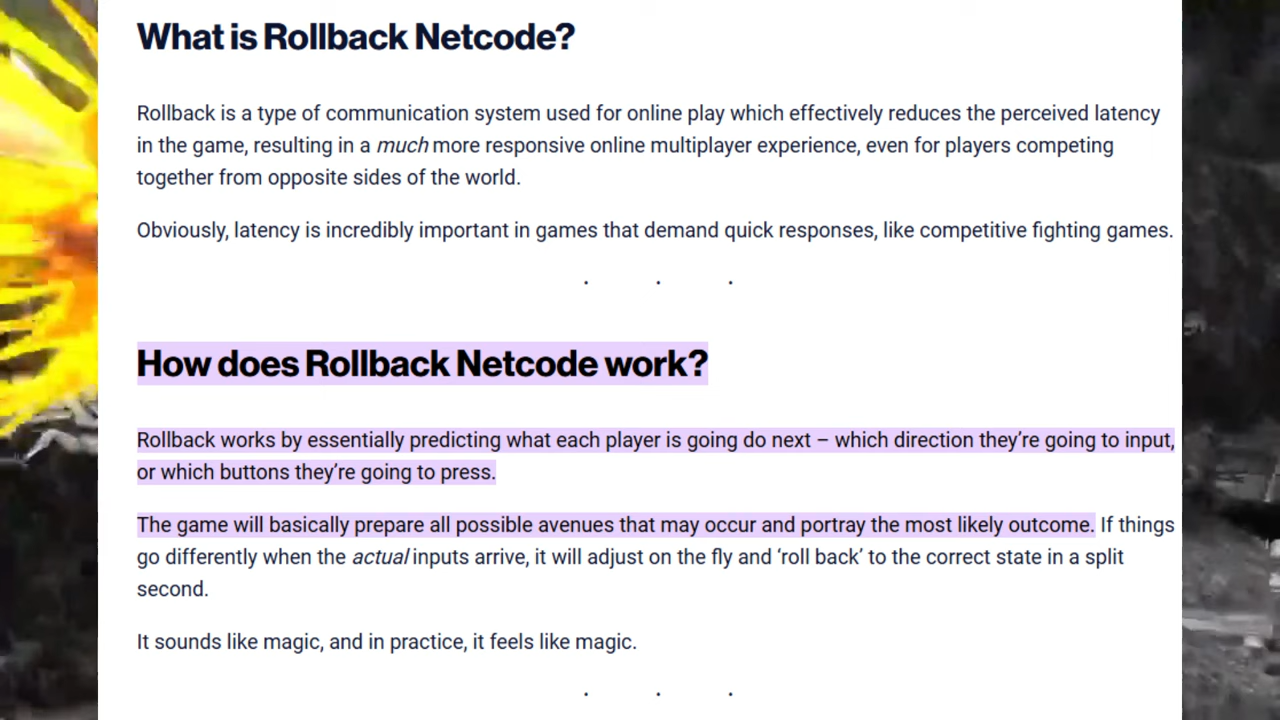 What is Rollback Netcode?
Rollback is a type of communication system used for online play which effectively reduces the perceived latency
in the game, resulting in a much more responsive online multiplayer experience, even for players competing
together from opposite sides of the world.
Obviously, latency is incredibly important in games that demand quick responses, like competitive fighting games.
. . .
How does Rollback Netcode work?
Rollback works by essentially predicting what each player is going do next – which direction they’re going to input,
or which buttons they’re going to press.
The game will basically prepare all possible avenues that may occur and portray the most likely outcome. If things
go differently when the actual inputs arrive, it will adjust on the fly and ‘roll back’ to the correct state in a split
second.
It sounds like magic, and in practice, it feels like magic.
. . .